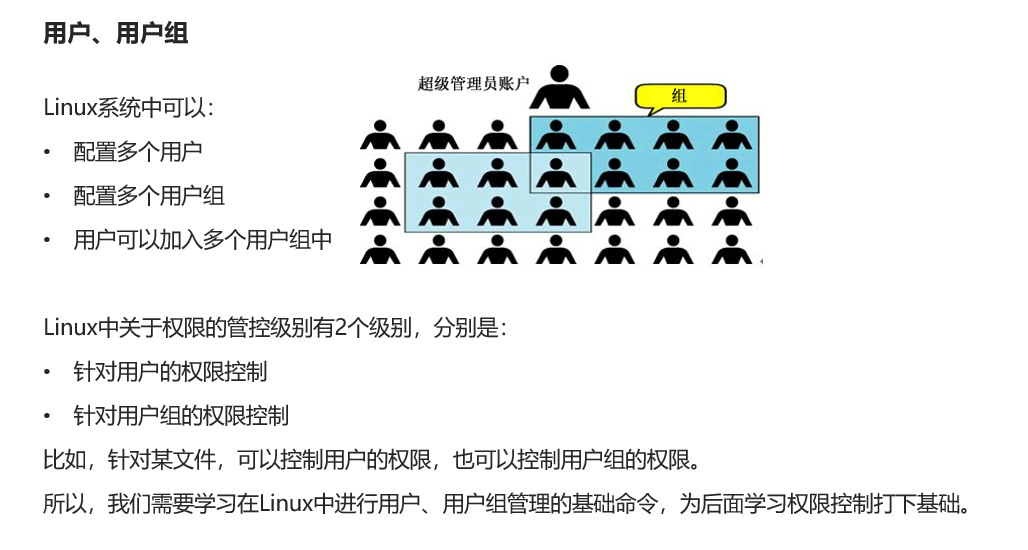 用户、用户组
超级管理员账户
组
Linux系统中可以：
• 配置多个用户
• 配置多个用户组
• 用户可以加入多个用户组中
Linux中关于权限的管控级别有2个级别，分别是：
• 针对用户的权限控制
• 针对用户组的权限控制
比如，针对某文件，可以控制用户的权限，也可以控制用户组的权限。
所以，我们需要学习在Linux中进行用户、用户组管理的基础命令，为后面学习权限控制打下基础。